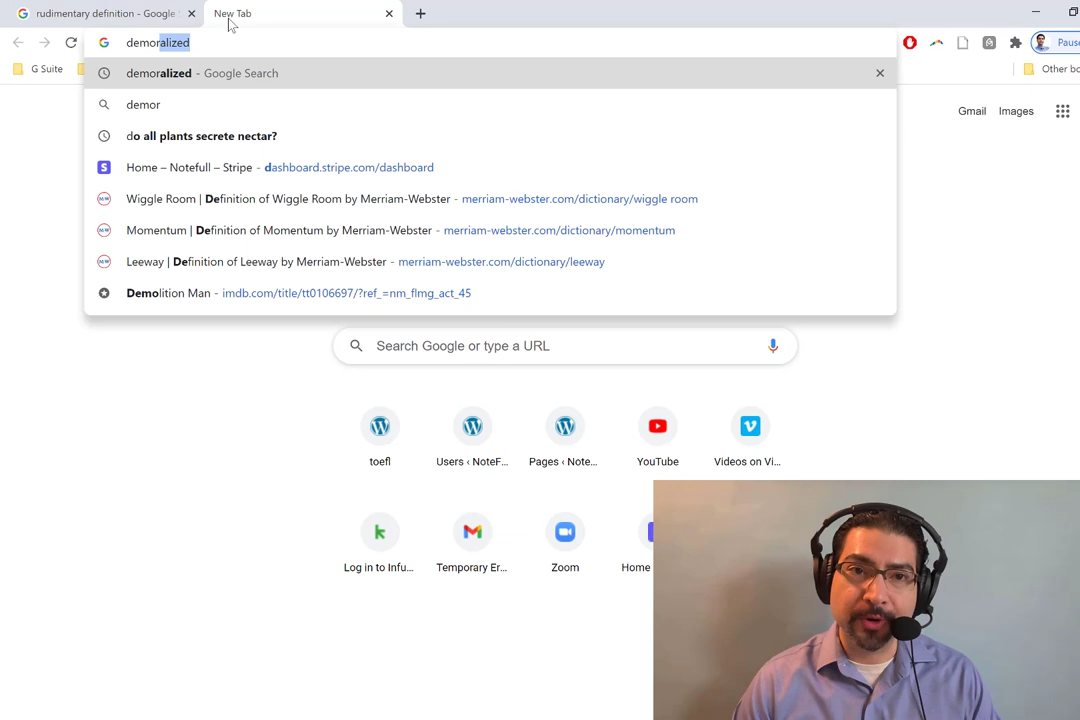 rudimentary definition - Google S
New Tab
demoralized
Pause
G Suite
Other bo
demoralized - Google Search
demor
do all plants secrete nectar?
Home – Notefull – Stripe - dashboard.stripe.com/dashboard
Wiggle Room | Definition of Wiggle Room by Merriam-Webster - merriam-webster.com/dictionary/wiggle room
Momentum | Definition of Momentum by Merriam-Webster - merriam-webster.com/dictionary/momentum
Leeway | Definition of Leeway by Merriam-Webster - merriam-webster.com/dictionary/leeway
Demolition Man - imdb.com/title/tt0106697/?ref_=nm_flmg_act_45
Gmail Images
Search Google or type a URL
toefl Users ‹ NoteF... Pages ‹ Note... YouTube Videos on Vi...
Log in to Infu... Temporary Er... Zoom Home